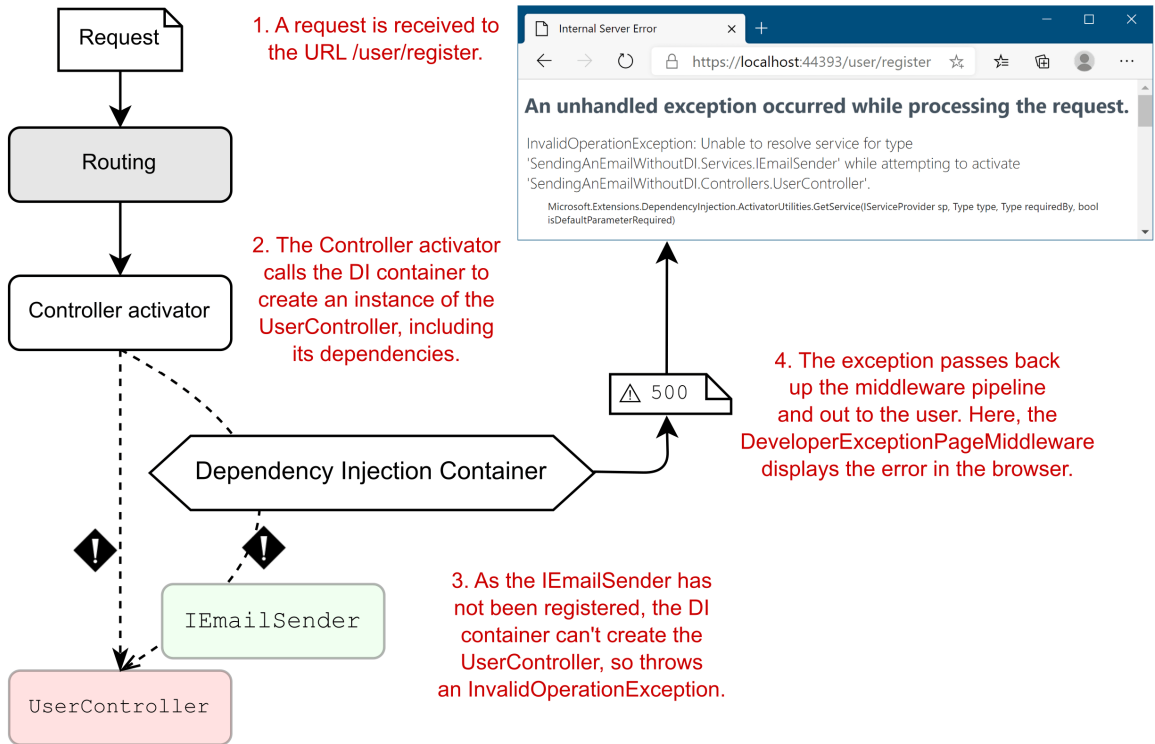 Request
1. A request is received to
the URL /user/register.
Internal Server Error
https://localhost:44393/user/register
An unhandled exception occurred while processing the request.
InvalidOperationException: Unable to resolve service for type
'SendingAnEmailWithoutDI.Services.IEmailSender' while attempting to activate
'SendingAnEmailWithoutDI.Controllers.UserController'.
Microsoft.Extensions.DependencyInjection.ActivatorUtilities.GetService(IServiceProvider sp, Type type, Type requiredBy, bool
isDefaultParameterRequired)
Routing
2. The Controller activator
calls the DI container to
create an instance of the
UserController, including
its dependencies.
Controller activator
500
4. The exception passes back
up the middleware pipeline
and out to the user. Here, the
DeveloperExceptionPageMiddleware
displays the error in the browser.
Dependency Injection Container
3. As the IEmailSender has
not been registered, the DI
container can't create the
UserController, so throws
an InvalidOperationException.
IEmailSender
UserController